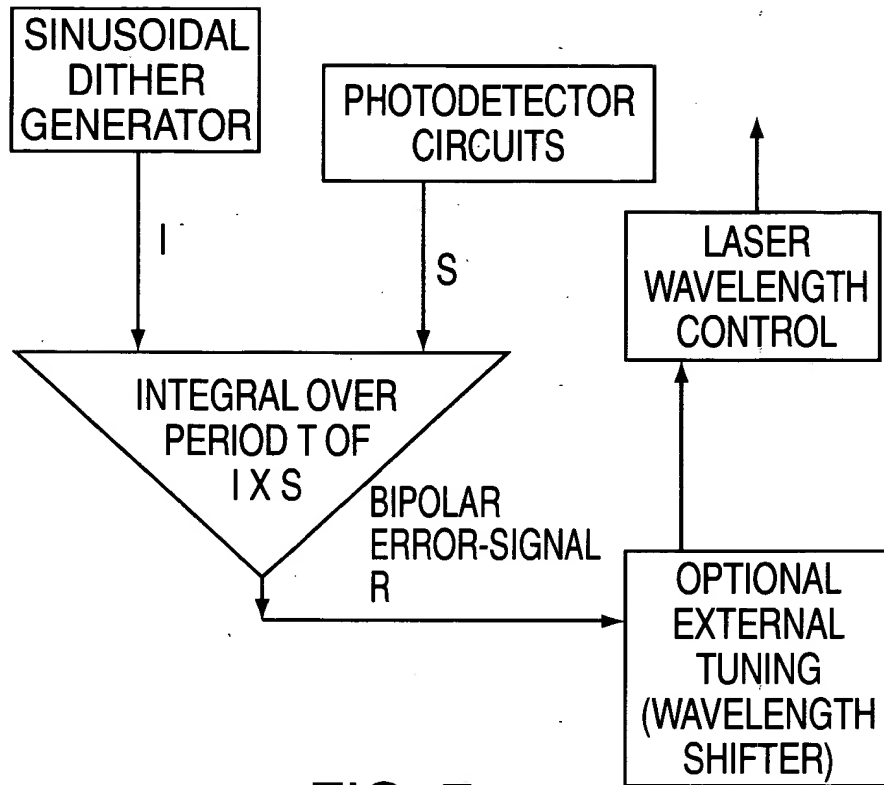 SINUSOIDAL
DITHER
GENERATOR
PHOTODETECTOR
CIRCUITS
I
S
LASER
WAVELENGTH
CONTROL
INTEGRAL OVER
PERIOD T OF
I X S
BIPOLAR
ERROR-SIGNAL
R
OPTIONAL
EXTERNAL
TUNING
(WAVELENGTH
SHIFTER)